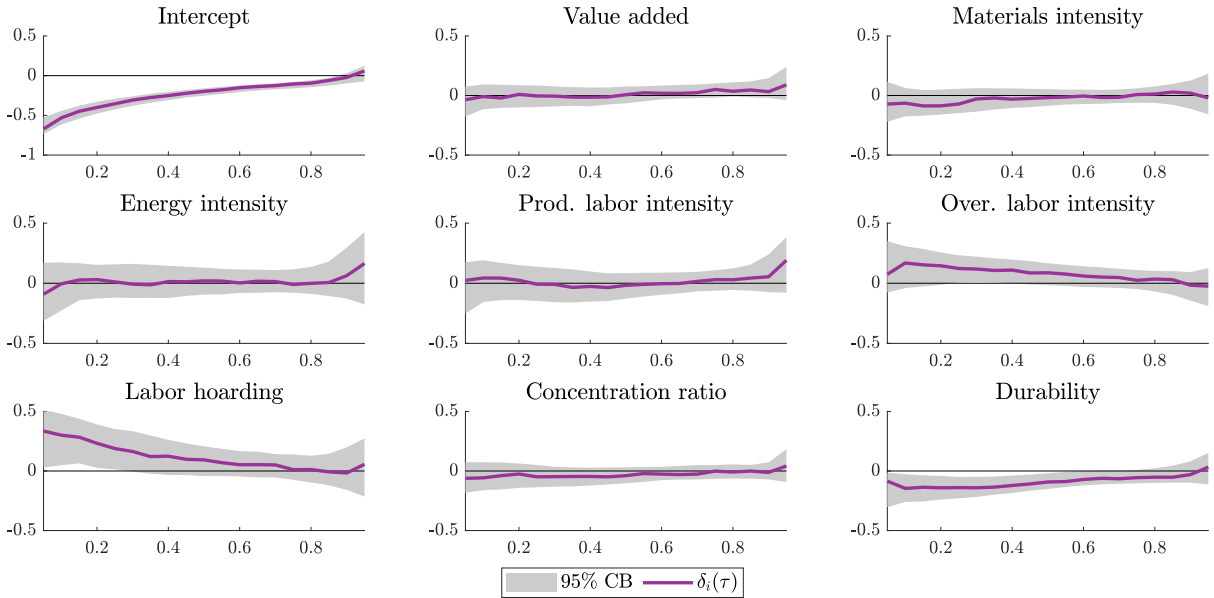 Intercept
Value added
Materials intensity
0.5
0
-0.5
-1
0.2 0.4 0.6 0.8
0.5
0
-0.5
0.2 0.4 0.6 0.8
0.5
0
-0.5
0.2 0.4 0.6 0.8
Energy intensity
Prod. labor intensity
Over. labor intensity
0.5
0
-0.5
0.2 0.4 0.6 0.8
0.5
0
-0.5
0.2 0.4 0.6 0.8
0.5
0
-0.5
0.2 0.4 0.6 0.8
Labor hoarding
Concentration ratio
Durability
0.5
0
-0.5
0.2 0.4 0.6 0.8
0.5
0
-0.5
0.2 0.4 0.6 0.8
0.5
0
-0.5
0.2 0.4 0.6 0.8
95% CB δᵢ(τ)